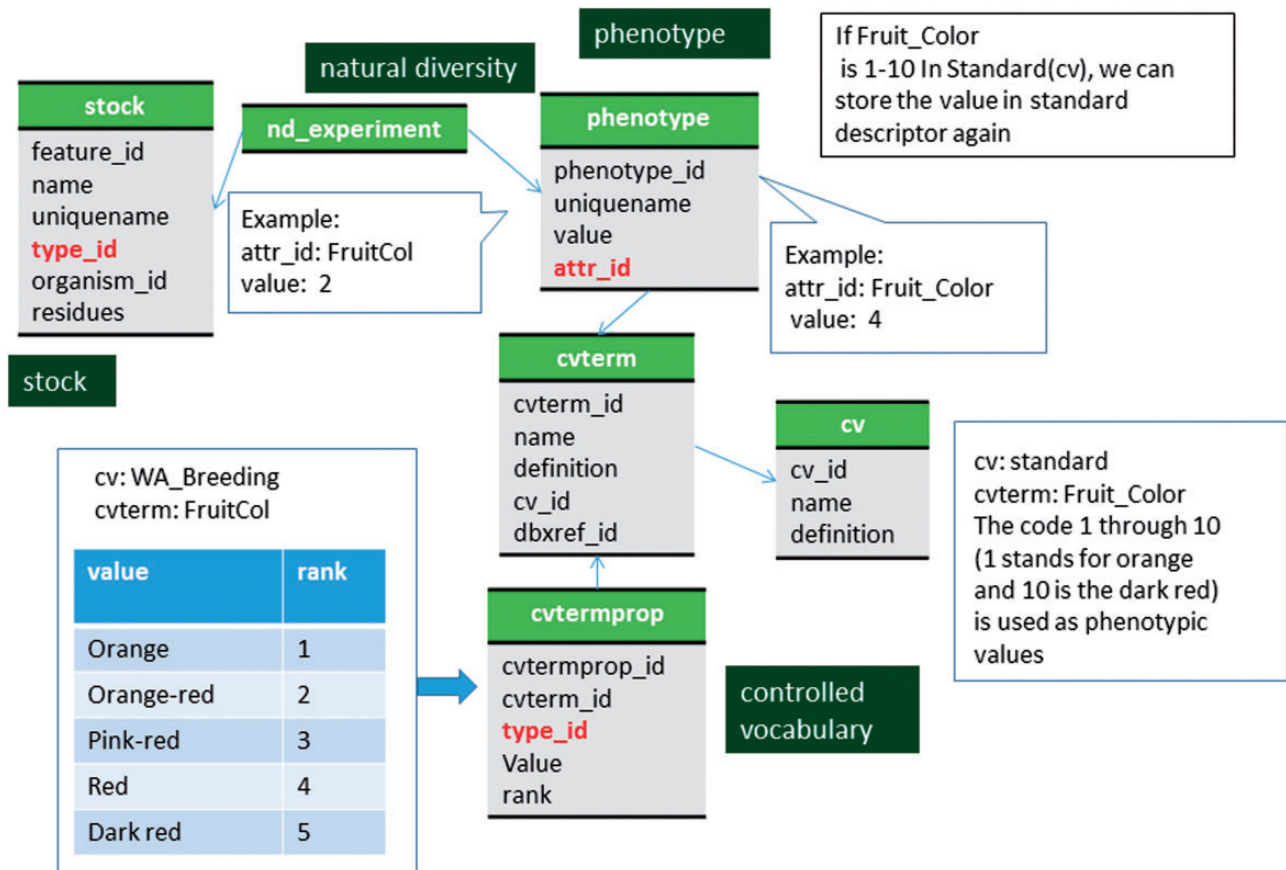 phenotype
natural diversity
If Fruit_Color
is 1-10 In Standard(cv), we can
store the value in standard
descriptor again
stock
feature_id
name
uniquename
type_id
organism_id
residues
nd_experiment
phenotype
phenotype_id
uniquename
value
attr_id
Example:
attr_id: FruitCol
value: 2
Example:
attr_id: Fruit_Color
value: 4
stock
cvterm
cvterm_id
name
definition
cv_id
dbxref_id
cv
cv_id
name
definition
cv: standard
cvterm: Fruit_Color
The code 1 through 10
(1 stands for orange
and 10 is the dark red)
is used as phenotypic
values
cv: WA_Breeding
cvterm: FruitCol
value rank
Orange 1
Orange-red 2
Pink-red 3
Red 4
Dark red 5
cvtermprop
cvtermprop_id
cvterm_id
type_id
Value
rank
controlled
vocabulary